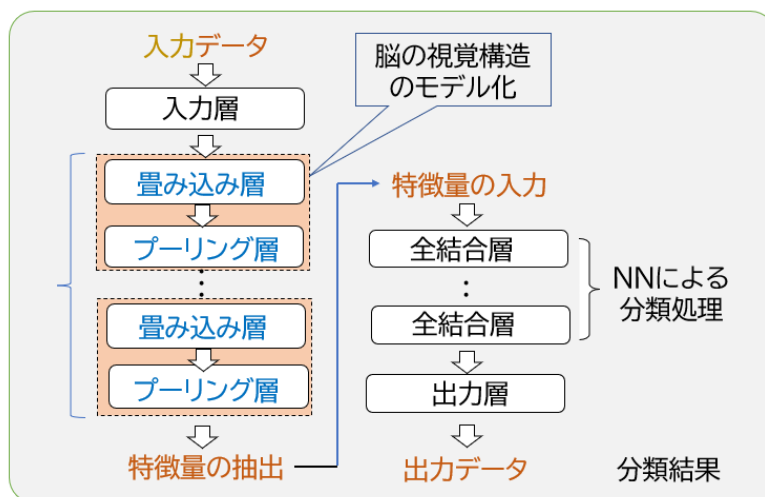 入力データ
脳の視覚構造
のモデル化
入力層
畳み込み層
プーリング層
⋮
畳み込み層
プーリング層
特徴量の抽出
特徴量の入力
全結合層
⋮
全結合層
NNによる
分類処理
出力層
出力データ
分類結果